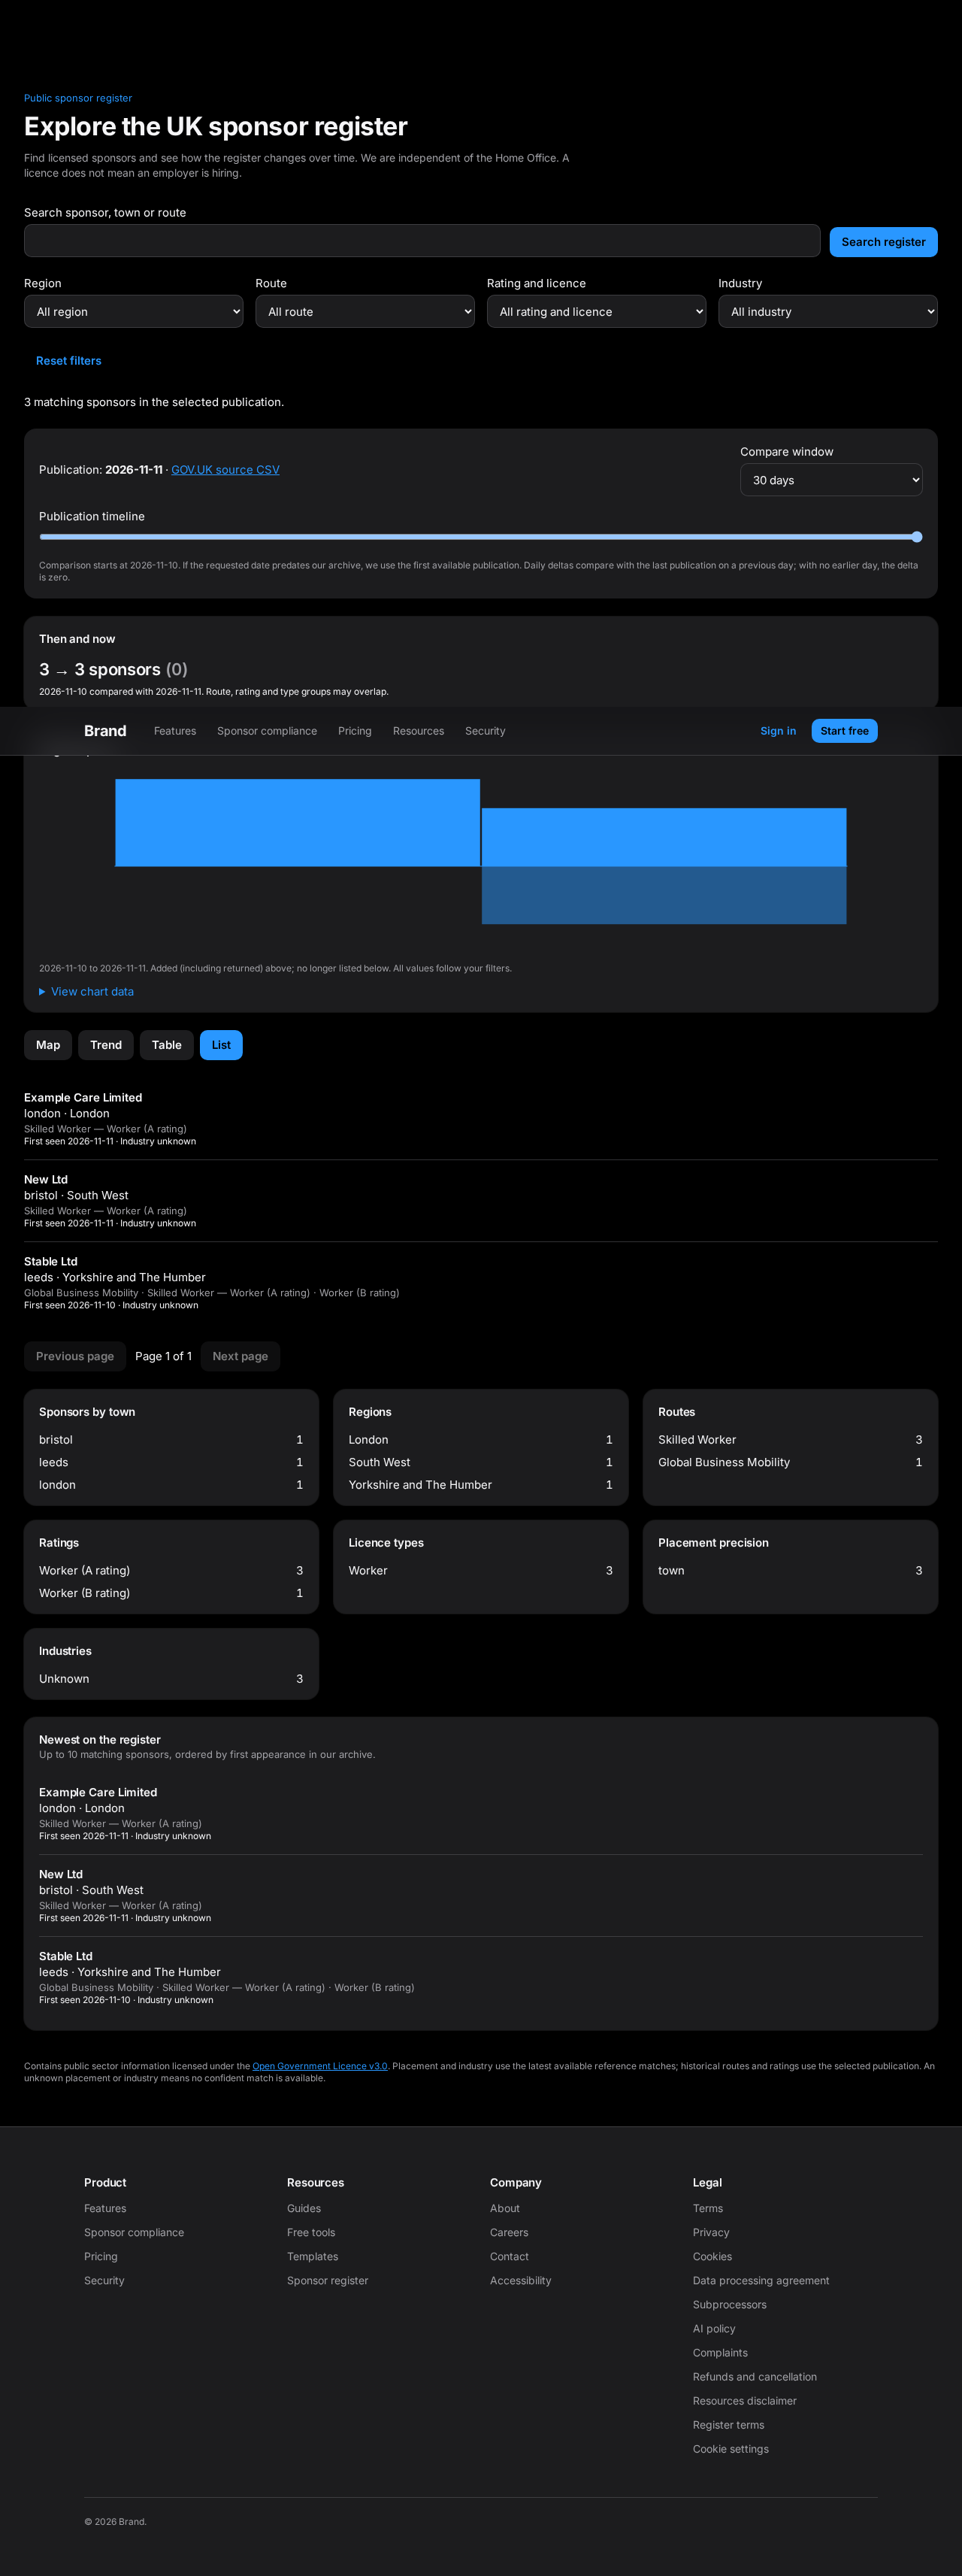 Public sponsor register
Explore the UK sponsor register
Find licensed sponsors and see how the register changes over time. We are independent of the Home Office. A
licence does not mean an employer is hiring.
Search sponsor, town or route
Search register
Region
Route
Rating and licence
Industry
All region
All route
All rating and licence
All industry
Reset filters
3 matching sponsors in the selected publication.
Publication: 2026-11-11 · GOV.UK source CSV
Compare window
30 days
Publication timeline
Comparison starts at 2026-11-10. If the requested date predates our archive, we use the first available publication. Daily deltas compare with the last publication on a previous day; with no earlier day, the delta
is zero.
Then and now
3 → 3 sponsors (0)
2026-11-10 compared with 2026-11-11. Route, rating and type groups may overlap.
Brand
Features
Sponsor compliance
Pricing
Resources
Security
Sign in
Start free
2026-11-10 to 2026-11-11. Added (including returned) above; no longer listed below. All values follow your filters.
View chart data
Map
Trend
Table
List
Example Care Limited
london · London
Skilled Worker — Worker (A rating)
First seen 2026-11-11 · Industry unknown
New Ltd
bristol · South West
Skilled Worker — Worker (A rating)
First seen 2026-11-11 · Industry unknown
Stable Ltd
leeds · Yorkshire and The Humber
Global Business Mobility · Skilled Worker — Worker (A rating) · Worker (B rating)
First seen 2026-11-10 · Industry unknown
Previous page
Page 1 of 1
Next page
Sponsors by town
bristol 1
leeds 1
london 1
Regions
London 1
South West 1
Yorkshire and The Humber 1
Routes
Skilled Worker 3
Global Business Mobility 1
Ratings
Worker (A rating) 3
Worker (B rating) 1
Licence types
Worker 3
Placement precision
town 3
Industries
Unknown 3
Newest on the register
Up to 10 matching sponsors, ordered by first appearance in our archive.
Example Care Limited
london · London
Skilled Worker — Worker (A rating)
First seen 2026-11-11 · Industry unknown
New Ltd
bristol · South West
Skilled Worker — Worker (A rating)
First seen 2026-11-11 · Industry unknown
Stable Ltd
leeds · Yorkshire and The Humber
Global Business Mobility · Skilled Worker — Worker (A rating) · Worker (B rating)
First seen 2026-11-10 · Industry unknown
Contains public sector information licensed under the Open Government Licence v3.0. Placement and industry use the latest available reference matches; historical routes and ratings use the selected publication. An
unknown placement or industry means no confident match is available.
Product
Features
Sponsor compliance
Pricing
Security
Resources
Guides
Free tools
Templates
Sponsor register
Company
About
Careers
Contact
Accessibility
Legal
Terms
Privacy
Cookies
Data processing agreement
Subprocessors
AI policy
Complaints
Refunds and cancellation
Resources disclaimer
Register terms
Cookie settings
© 2026 Brand.